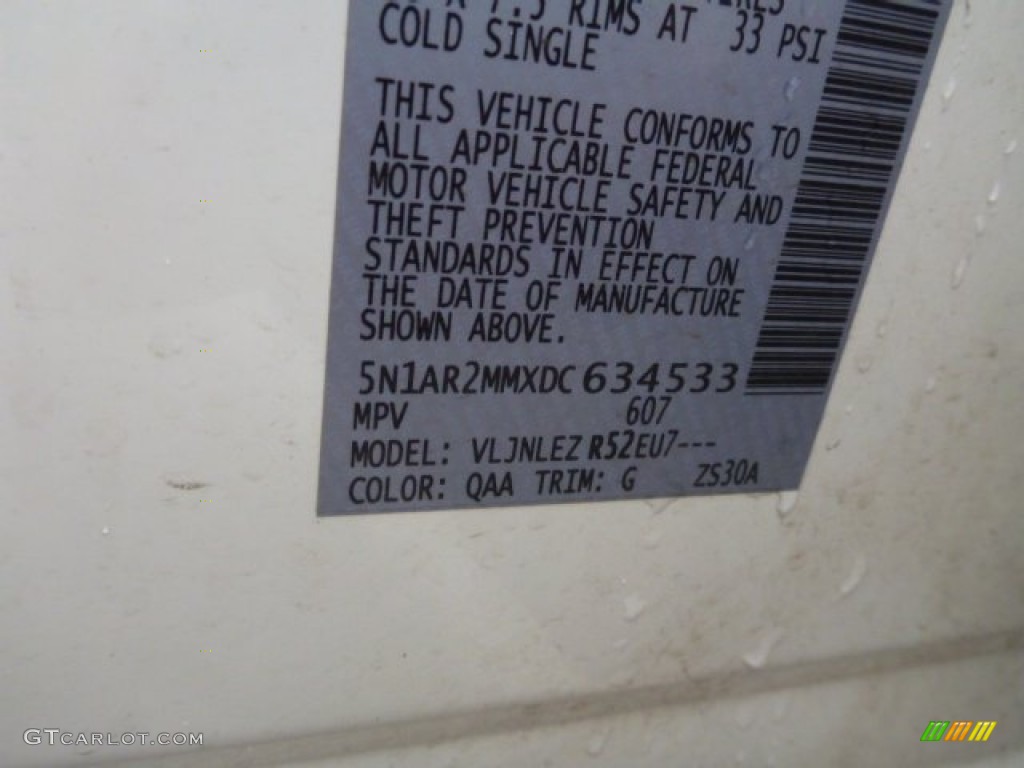 7.5 RIMS AT 33 PSI
COLD SINGLE
THIS VEHICLE CONFORMS TO
ALL APPLICABLE FEDERAL
MOTOR VEHICLE SAFETY AND
THEFT PREVENTION
STANDARDS IN EFFECT ON
THE DATE OF MANUFACTURE
SHOWN ABOVE.
5N1AR2MMXDC634533
MPV 607
MODEL: VLJNLEZ R52EU7---
COLOR: QAA TRIM: G ZS30A
GTCARLOT.COM